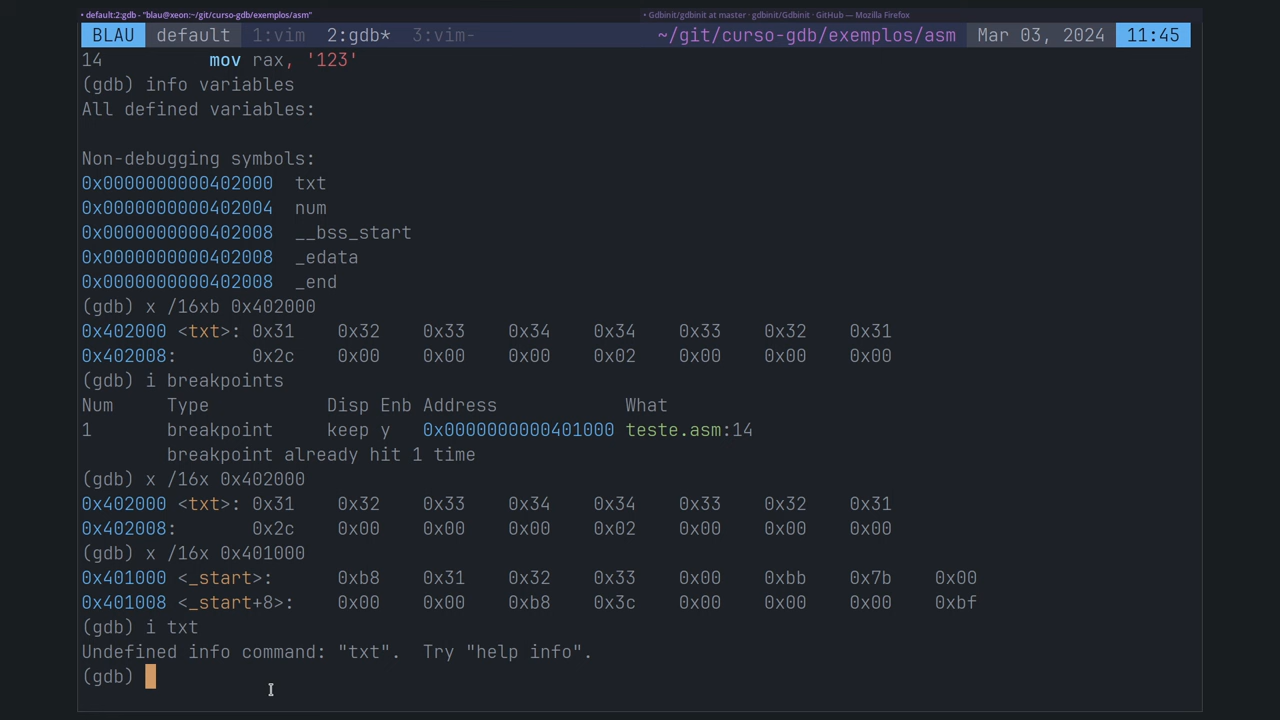 • default:2:gdb - "blau@xeon:~/git/curso-gdb/exemplos/asm"
• Gdbinit/gdbinit at master · gdbinit/Gdbinit · GitHub — Mozilla Firefox
BLAU default 1:vim 2:gdb* 3:vim- ~/git/curso-gdb/exemplos/asm Mar 03, 2024 11:45
14 mov rax, '123'
(gdb) info variables
All defined variables:
Non-debugging symbols:
0x0000000000402000 txt
0x0000000000402004 num
0x0000000000402008 __bss_start
0x0000000000402008 _edata
0x0000000000402008 _end
(gdb) x /16xb 0x402000
0x402000 <txt>: 0x31 0x32 0x33 0x34 0x34 0x33 0x32 0x31
0x402008: 0x2c 0x00 0x00 0x00 0x02 0x00 0x00 0x00
(gdb) i breakpoints
Num Type Disp Enb Address What
1 breakpoint keep y 0x0000000000401000 teste.asm:14
breakpoint already hit 1 time
(gdb) x /16x 0x402000
0x402000 <txt>: 0x31 0x32 0x33 0x34 0x34 0x33 0x32 0x31
0x402008: 0x2c 0x00 0x00 0x00 0x02 0x00 0x00 0x00
(gdb) x /16x 0x401000
0x401000 <_start>: 0xb8 0x31 0x32 0x33 0x00 0xbb 0x7b 0x00
0x401008 <_start+8>: 0x00 0x00 0xb8 0x3c 0x00 0x00 0x00 0xbf
(gdb) i txt
Undefined info command: "txt". Try "help info".
(gdb)